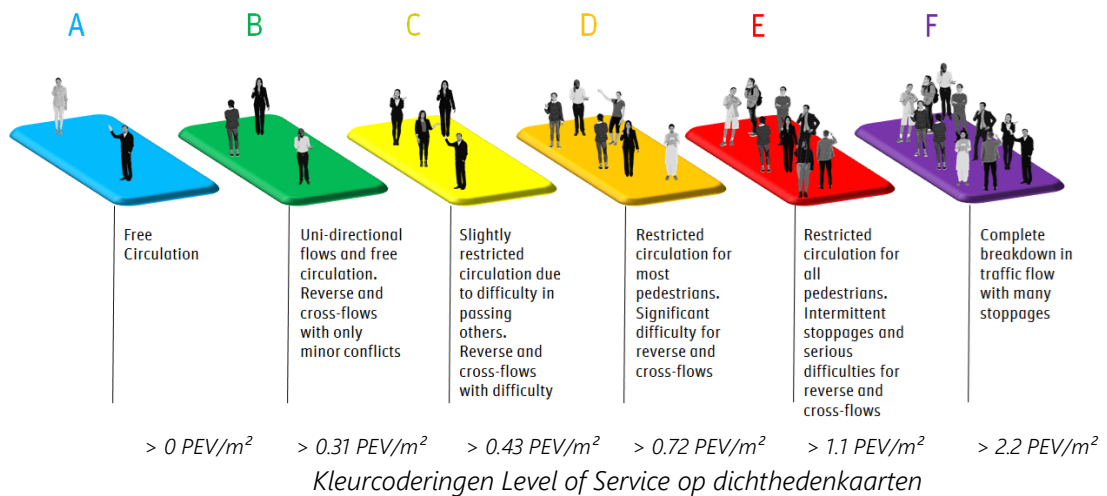 A B C D E F
Free
Circulation
Uni-directional
flows and free
circulation.
Reverse and
cross-flows
with only
minor conflicts
Slightly
restricted
circulation due
to difficulty in
passing
others.
Reverse and
cross-flows
with difficulty
Restricted
circulation for
most
pedestrians.
Significant
difficulty for
reverse and
cross-flows
Restricted
circulation for
all
pedestrians.
Intermittent
stoppages and
serious
difficulties for
reverse and
cross-flows
Complete
breakdown in
traffic flow
with many
stoppages
> 0 PEV/m² > 0.31 PEV/m² > 0.43 PEV/m² > 0.72 PEV/m² > 1.1 PEV/m² > 2.2 PEV/m²
Kleurcoderingen Level of Service op dichthedenkaarten